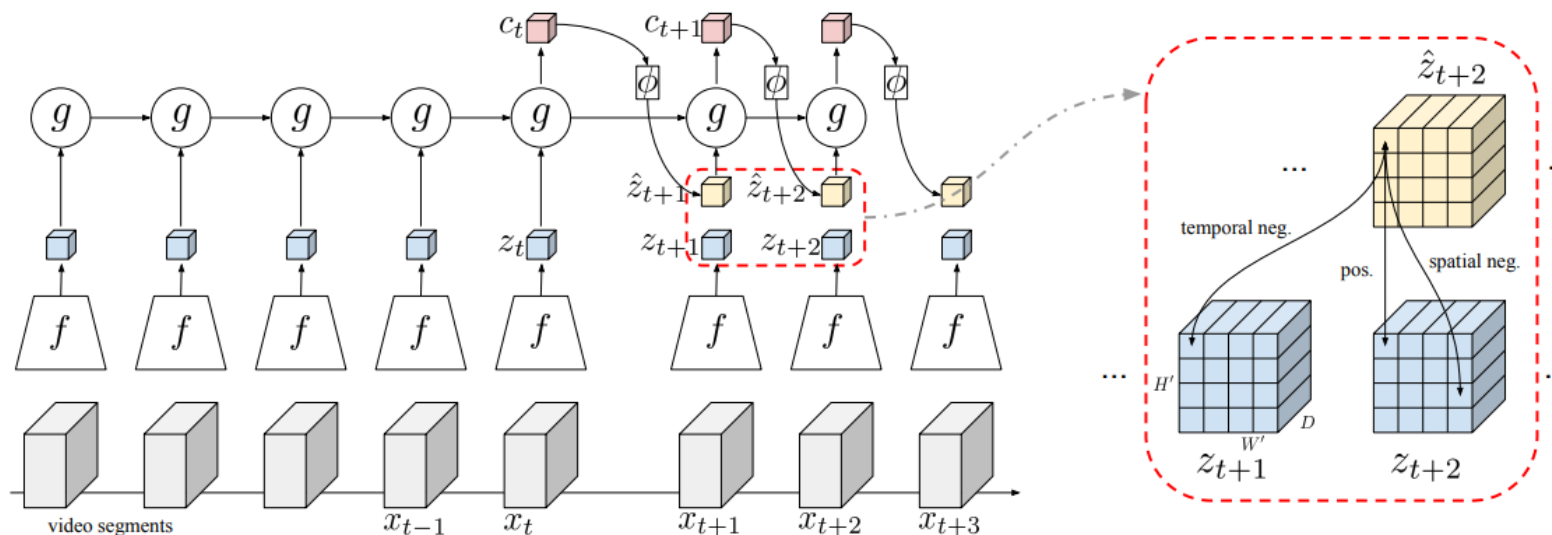 c_t c_{t+1}
ϕ ϕ ϕ
g g g g g g g
ẑ_{t+1} ẑ_{t+2}
z_t z_{t+1} z_{t+2}
f f f f f f f f
x_{t-1} x_t x_{t+1} x_{t+2} x_{t+3}
video segments
ẑ_{t+2}
...
temporal neg.
pos.
spatial neg.
...
H'
W'
D
z_{t+1} z_{t+2}